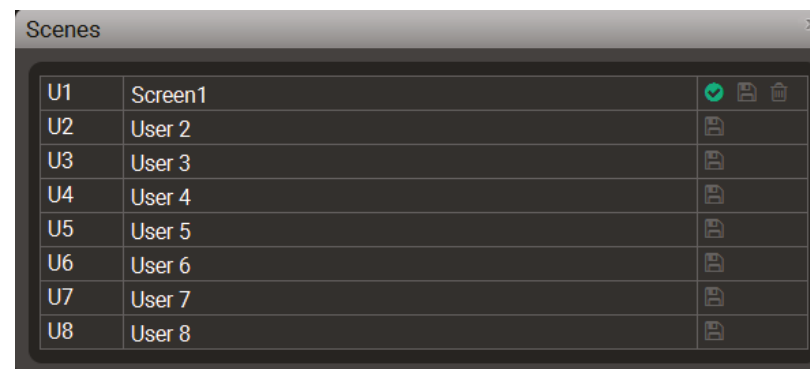 Scenes
U1 Screen1
U2 User 2
U3 User 3
U4 User 4
U5 User 5
U6 User 6
U7 User 7
U8 User 8